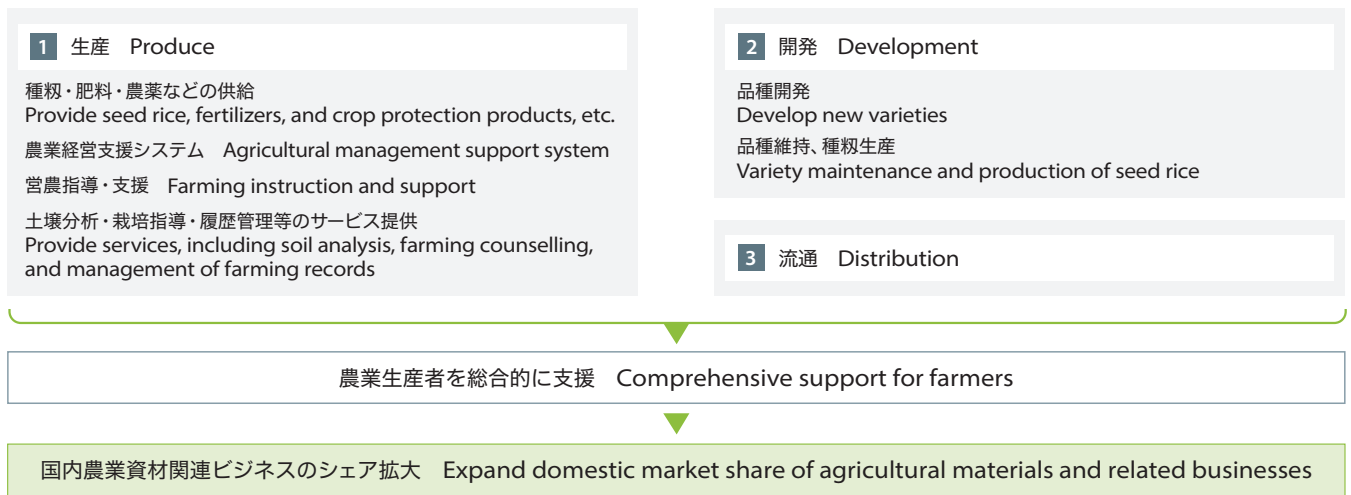 1 生産 Produce
種籾・肥料・農薬などの供給
Provide seed rice, fertilizers, and crop protection products, etc.
農業経営支援システム Agricultural management support system
営農指導・支援 Farming instruction and support
土壌分析・栽培指導・履歴管理等のサービス提供
Provide services, including soil analysis, farming counselling,
and management of farming records
2 開発 Development
品種開発
Develop new varieties
品種維持、種籾生産
Variety maintenance and production of seed rice
3 流通 Distribution
農業生産者を総合的に支援 Comprehensive support for farmers
国内農業資材関連ビジネスのシェア拡大 Expand domestic market share of agricultural materials and related businesses